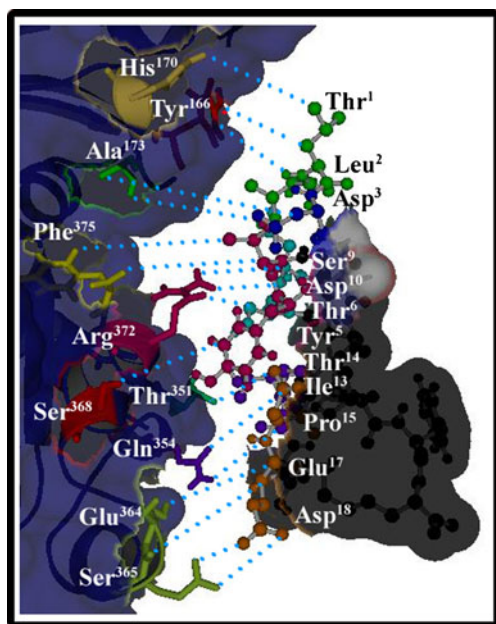 His170
Tyr166
Thr1
Ala173
Leu2
Asp3
Phe375
Ser9
Asp10
Thr6
Arg372
Tyr5
Thr14
Thr351
Ile13
Ser368
Pro15
Gln354
Glu17
Glu364
Asp18
Ser365